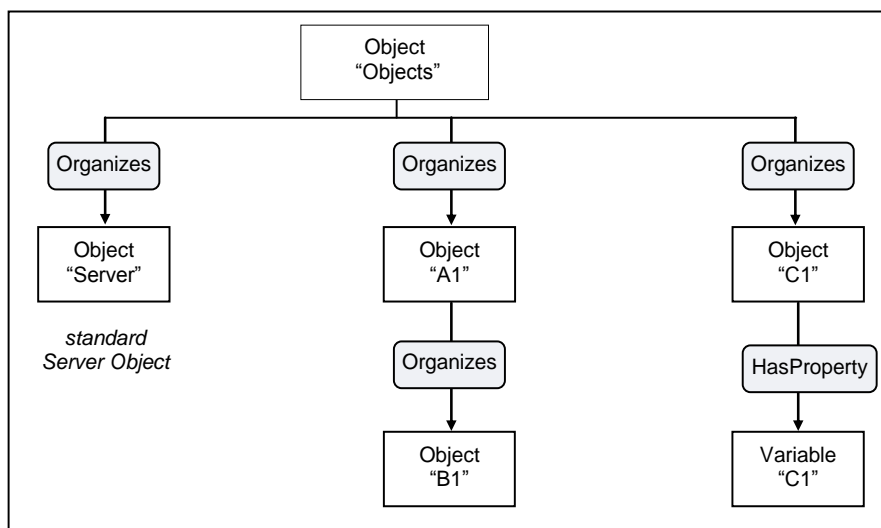 Object
“Objects”
Organizes
Organizes
Organizes
Object
“Server”
Object
“A1”
Object
“C1”
standard
Server Object
Organizes
HasProperty
Object
“B1”
Variable
“C1”